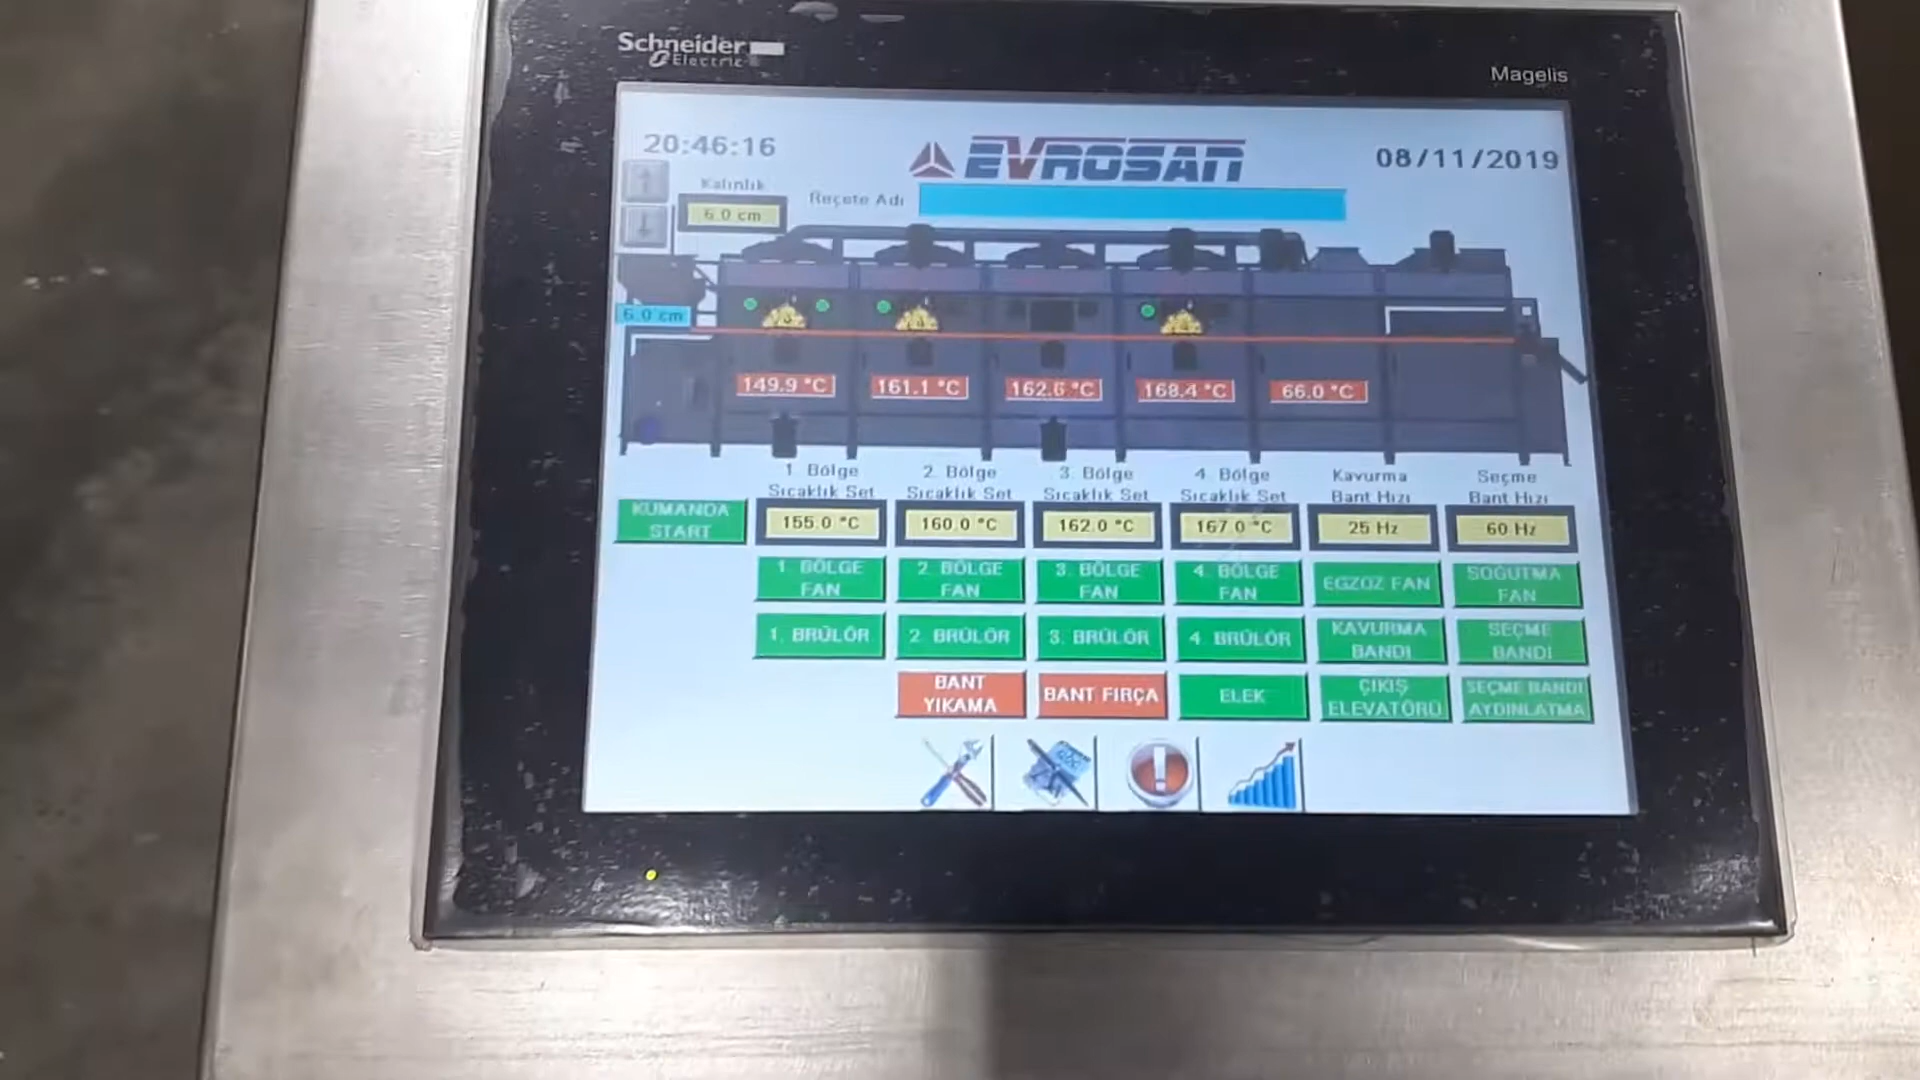 Schneider
Electric
Magelis
20:46:16
EVROSAN
08/11/2019
Kalınlık
6.0 cm
Reçete Adı
6.0 cm
149.9 °C
161.1 °C
162.6 °C
168.4 °C
66.0 °C
1. Bölge
Sıcaklık Set
2. Bölge
Sıcaklık Set
3. Bölge
Sıcaklık Set
4. Bölge
Sıcaklık Set
Kavurma
Bant Hızı
Seçme
Bant Hızı
KUMANDA
START
155.0 °C
160.0 °C
162.0 °C
167.0 °C
25 Hz
60 Hz
1. BÖLGE
FAN
2. BÖLGE
FAN
3. BÖLGE
FAN
4. BÖLGE
FAN
EGZOZ FAN
SOĞUTMA
FAN
1. BRÜLÖR
2. BRÜLÖR
3. BRÜLÖR
4. BRÜLÖR
KAVURMA
BANDI
SEÇME
BANDI
BANT
YIKAMA
BANT FIRÇA
ELEK
ÇIKIŞ
ELEVATÖRÜ
SEÇME BANDI
AYDINLATMA